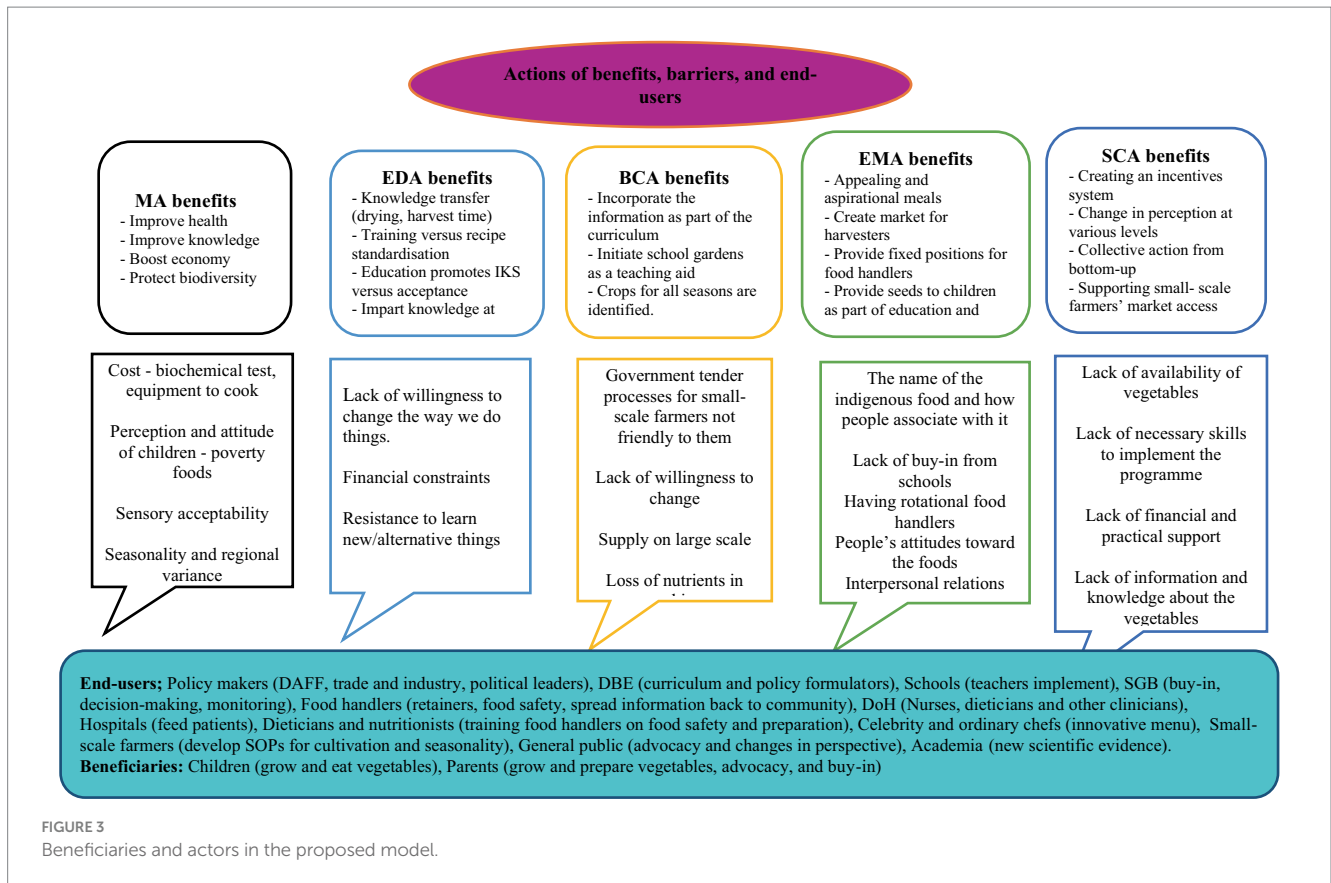 Actions of benefits, barriers, and end-
users
MA benefits
- Improve health
- Improve knowledge
- Boost economy
- Protect biodiversity
EDA benefits
- Knowledge transfer
(drying, harvest time)
- Training versus recipe
standardisation
- Education promotes IKS
versus acceptance
- Impart knowledge at
BCA benefits
- Incorporate the
information as part of the
curriculum
- Initiate school gardens
as a teaching aid
- Crops for all seasons are
identified.
EMA benefits
- Appealing and
aspirational meals
- Create market for
harvesters
- Provide fixed positions for
food handlers
- Provide seeds to children
as part of education and
SCA benefits
- Creating an incentives
system
- Change in perception at
various levels
- Collective action from
bottom-up
- Supporting small- scale
farmers’ market access
Cost - biochemical test,
equipment to cook
Perception and attitude
of children - poverty
foods
Sensory acceptability
Seasonality and regional
variance
Lack of willingness to
change the way we do
things.
Financial constraints
Resistance to learn
new/alternative things
Government tender
processes for small-
scale farmers not
friendly to them
Lack of willingness to
change
Supply on large scale
Loss of nutrients in
The name of the
indigenous food and how
people associate with it
Lack of buy-in from
schools
Having rotational food
handlers
People’s attitudes toward
the foods
Interpersonal relations
Lack of availability of
vegetables
Lack of necessary skills
to implement the
programme
Lack of financial and
practical support
Lack of information and
knowledge about the
vegetables
End-users; Policy makers (DAFF, trade and industry, political leaders), DBE (curriculum and policy formulators), Schools (teachers implement), SGB (buy-in,
decision-making, monitoring), Food handlers (retainers, food safety, spread information back to community), DoH (Nurses, dieticians and other clinicians),
Hospitals (feed patients), Dieticians and nutritionists (training food handlers on food safety and preparation), Celebrity and ordinary chefs (innovative menu), Small-
scale farmers (develop SOPs for cultivation and seasonality), General public (advocacy and changes in perspective), Academia (new scientific evidence).
Beneficiaries: Children (grow and eat vegetables), Parents (grow and prepare vegetables, advocacy, and buy-in)
FIGURE 3
Beneficiaries and actors in the proposed model.